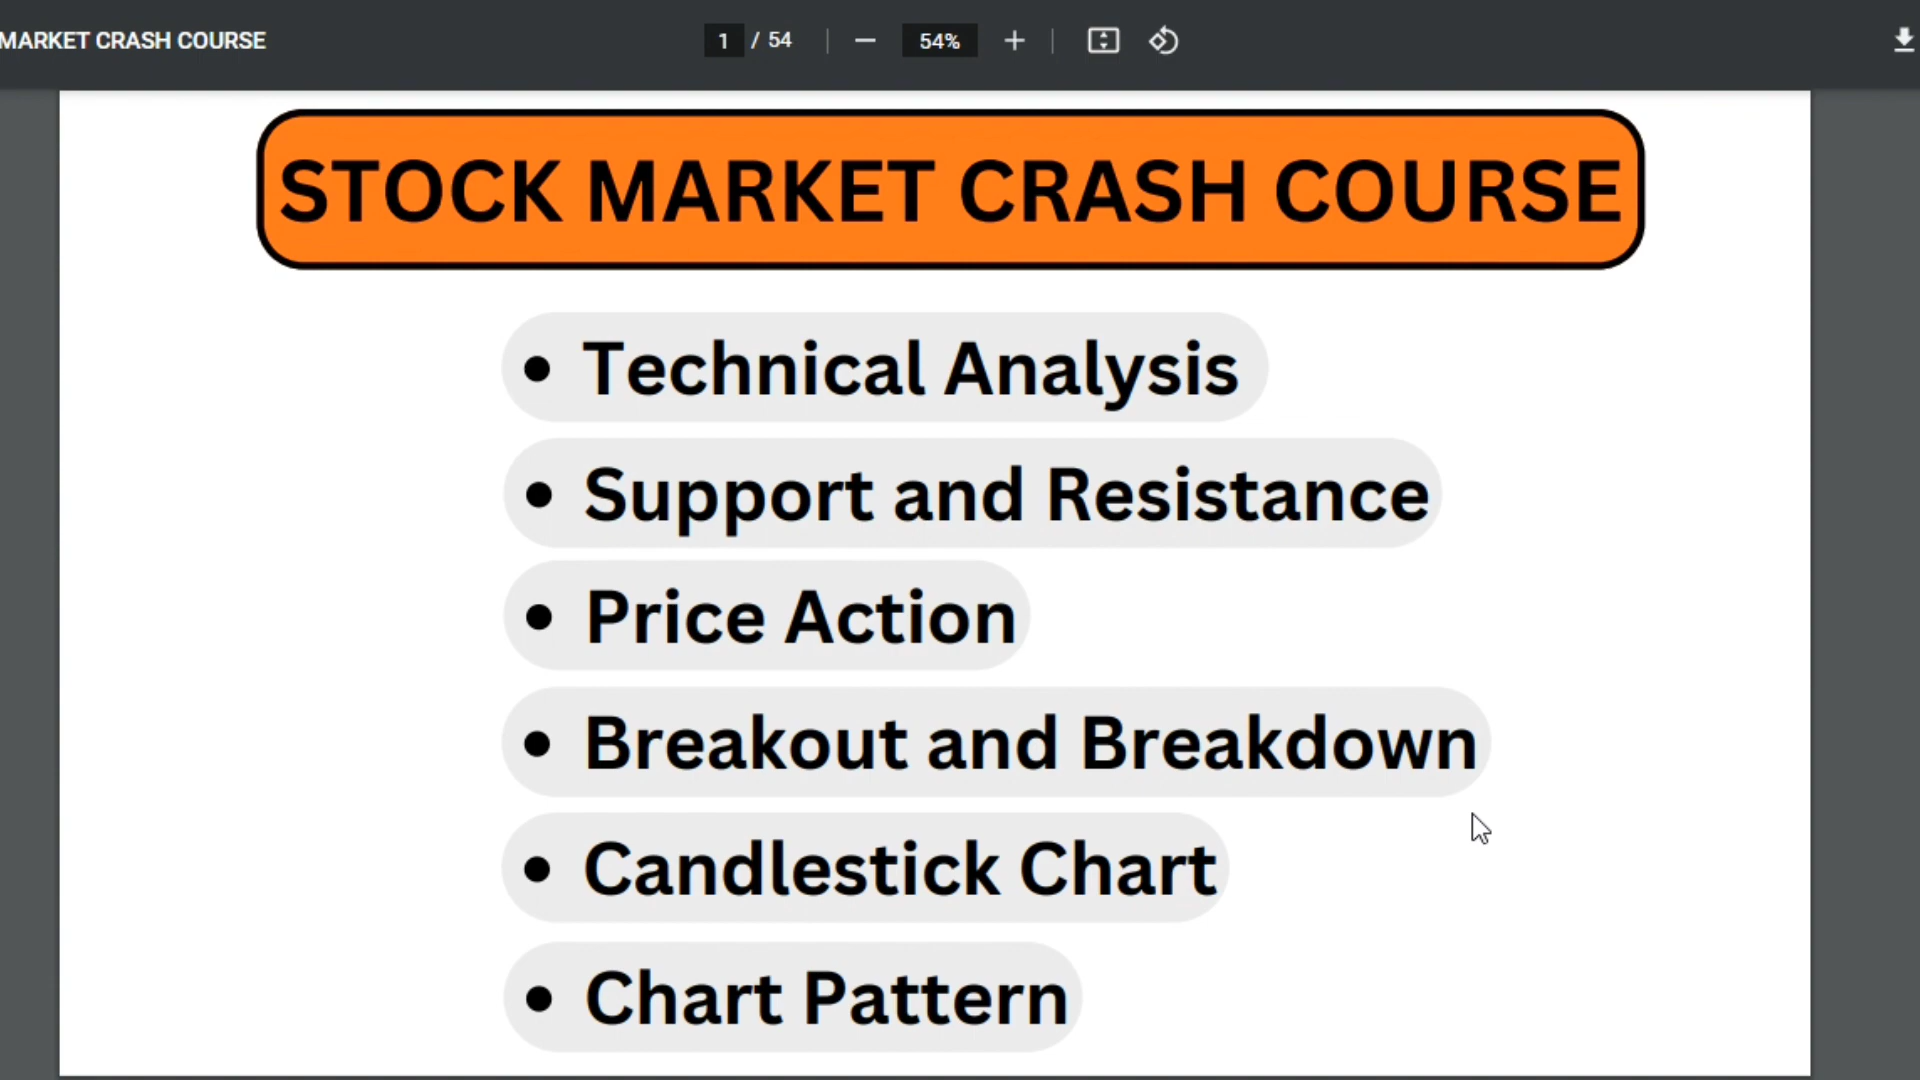 MARKET CRASH COURSE
1 / 54
54%
STOCK MARKET CRASH COURSE
• Technical Analysis
• Support and Resistance
• Price Action
• Breakout and Breakdown
• Candlestick Chart
• Chart Pattern